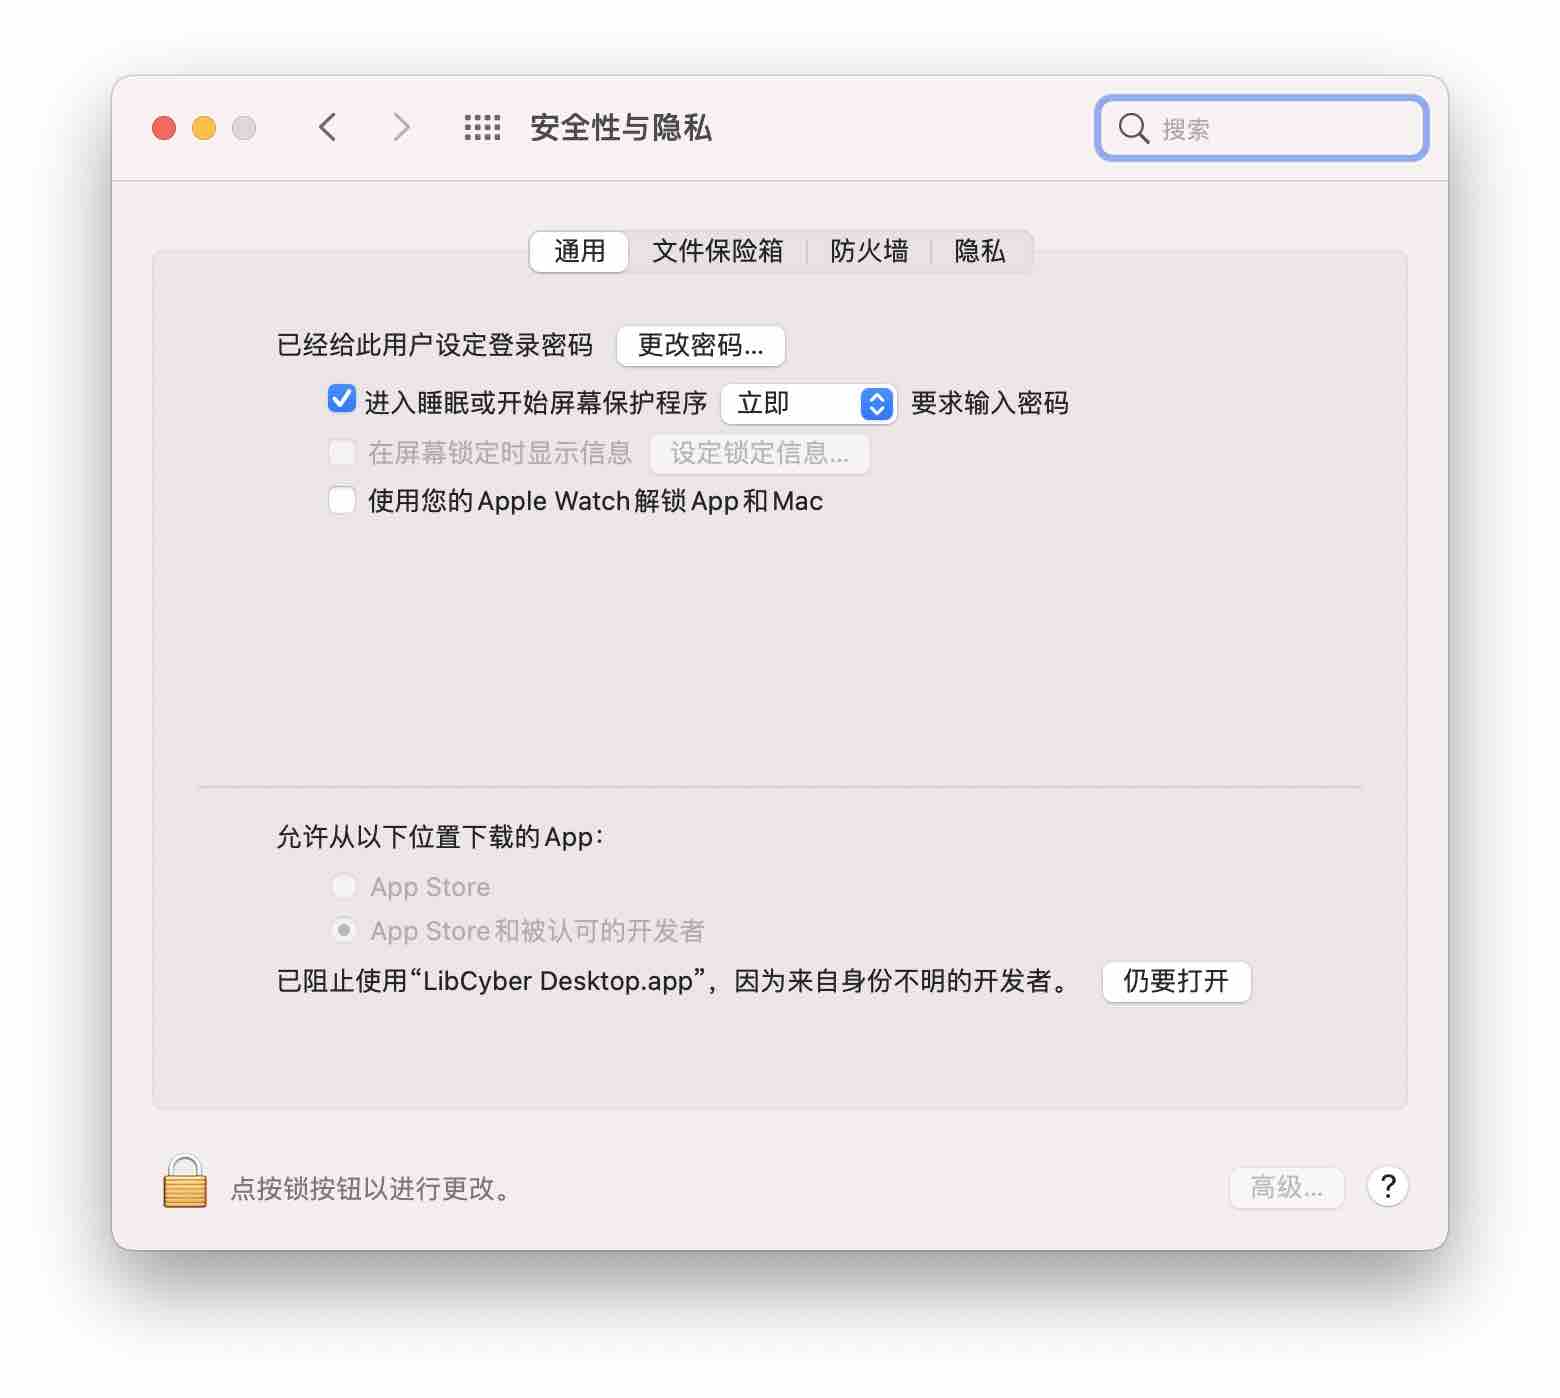 安全性与隐私
搜索
通用 文件保险箱 防火墙 隐私
已经给此用户设定登录密码 更改密码...
进入睡眠或开始屏幕保护程序 立即 要求输入密码
在屏幕锁定时显示信息 设定锁定信息...
使用您的Apple Watch解锁App和Mac
允许从以下位置下载的App：
App Store
App Store和被认可的开发者
已阻止使用“LibCyber Desktop.app”，因为来自身份不明的开发者。 仍要打开
点按锁按钮以进行更改。
高级... ?